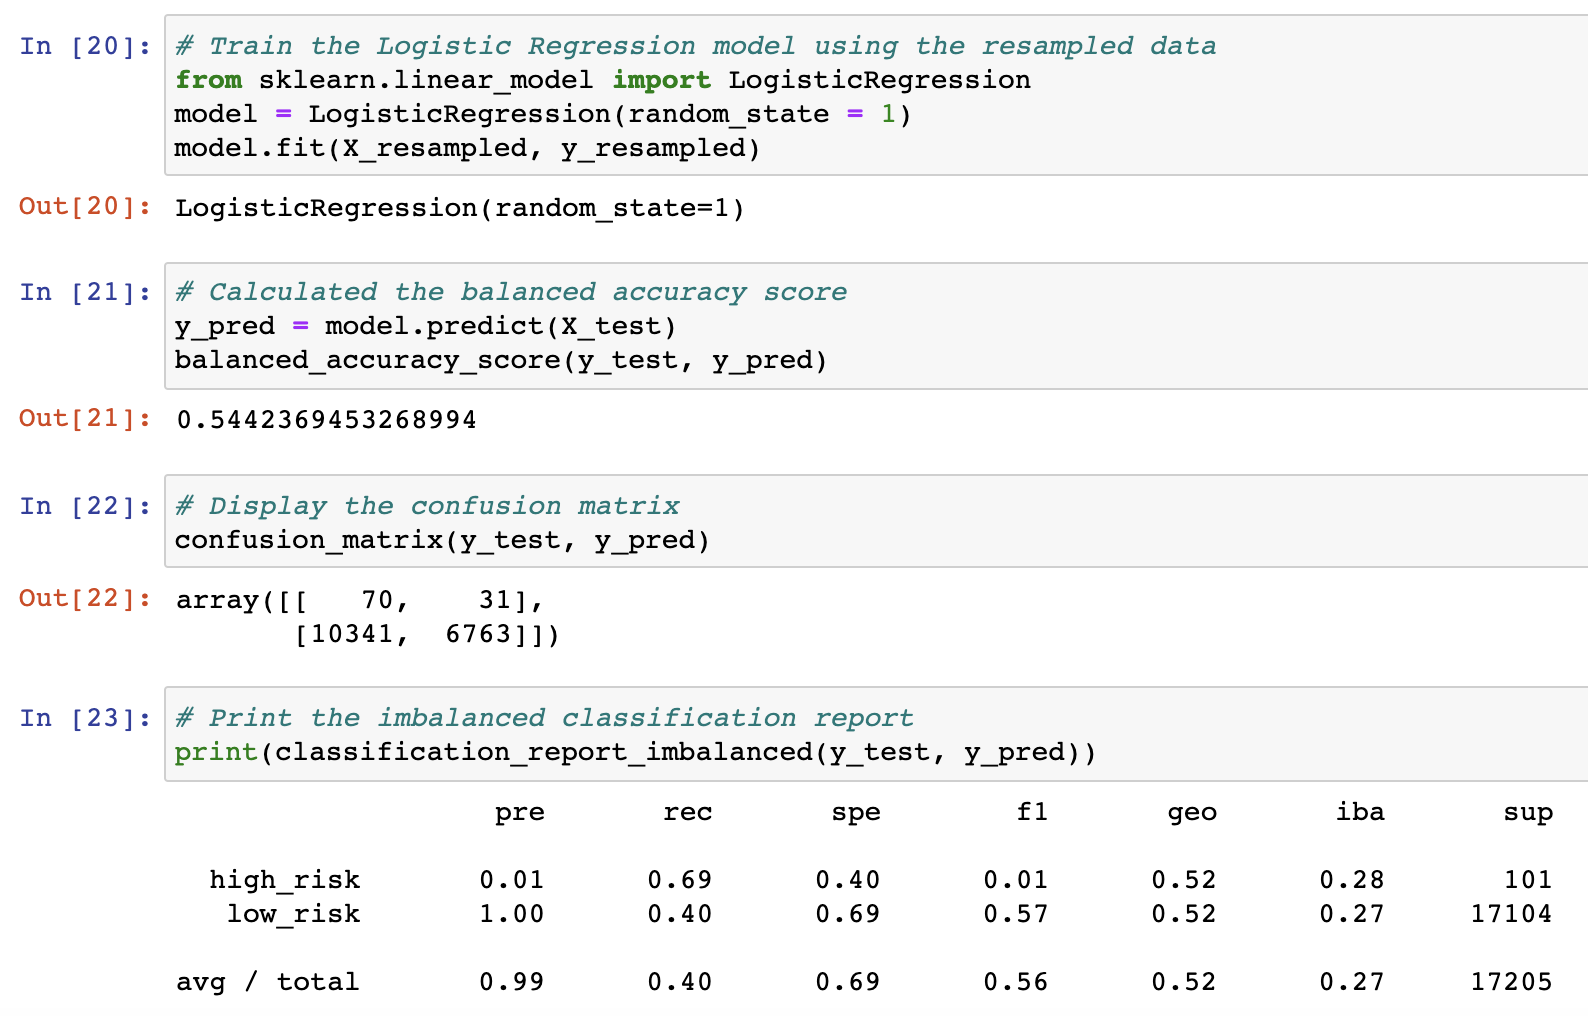 In [20]: # Train the Logistic Regression model using the resampled data
from sklearn.linear_model import LogisticRegression
model = LogisticRegression(random_state = 1)
model.fit(X_resampled, y_resampled)
Out[20]: LogisticRegression(random_state=1)
In [21]: # Calculated the balanced accuracy score
y_pred = model.predict(X_test)
balanced_accuracy_score(y_test, y_pred)
Out[21]: 0.5442369453268994
In [22]: # Display the confusion matrix
confusion_matrix(y_test, y_pred)
Out[22]: array([[   70,    31],
       [10341,  6763]])
In [23]: # Print the imbalanced classification report
print(classification_report_imbalanced(y_test, y_pred))
pre rec spe f1 geo iba sup
high_risk 0.01 0.69 0.40 0.01 0.52 0.28 101
low_risk 1.00 0.40 0.69 0.57 0.52 0.27 17104
avg / total 0.99 0.40 0.69 0.56 0.52 0.27 17205